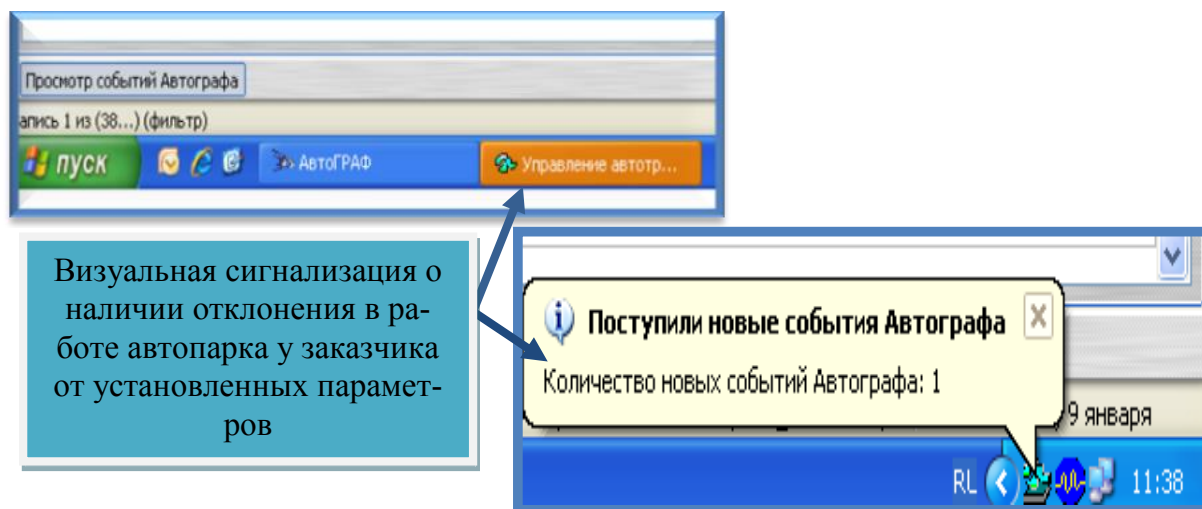 Просмотр событий Автографа
апись 1 из (38...) (фильтр)
пуск
АвтоГРАФ
Управление автотр...
Визуальная сигнализация о
наличии отклонения в ра-
боте автопарка у заказчика
от установленных парамет-
ров
Поступили новые события Автографа
Количество новых событий Автографа: 1
9 января
RL
11:38